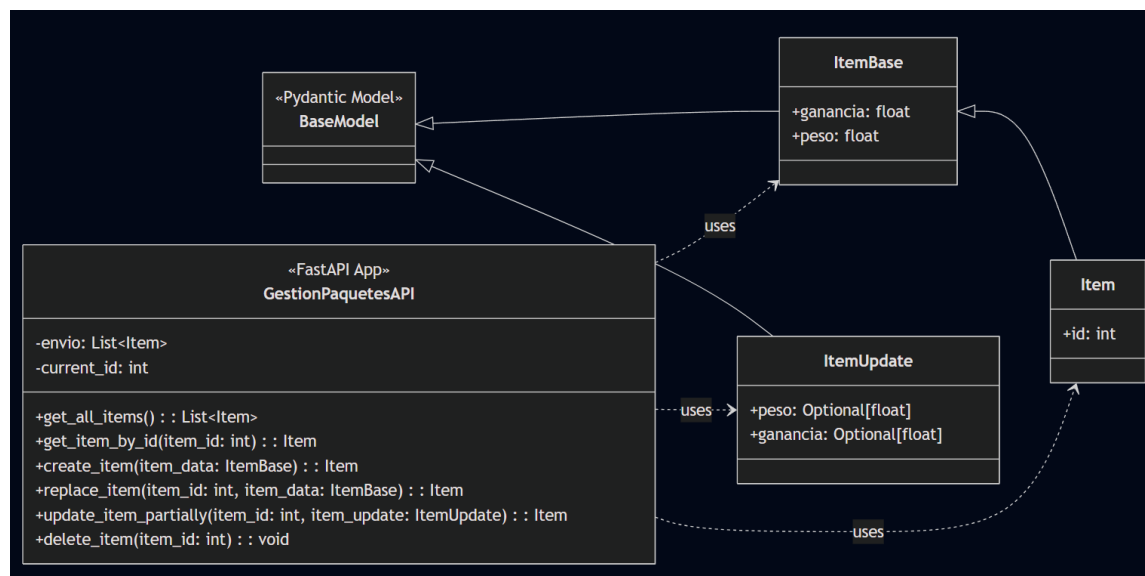 «Pydantic Model»
BaseModel
ItemBase
+ganancia: float
+peso: float
uses
«FastAPI App»
GestionPaquetesAPI
-envio: List<Item>
-current_id: int
+get_all_items() : : List<Item>
+get_item_by_id(item_id: int) : : Item
+create_item(item_data: ItemBase) : : Item
+replace_item(item_id: int, item_data: ItemBase) : : Item
+update_item_partially(item_id: int, item_update: ItemUpdate) : : Item
+delete_item(item_id: int) : : void
Item
+id: int
uses
ItemUpdate
+peso: Optional[float]
+ganancia: Optional[float]
uses